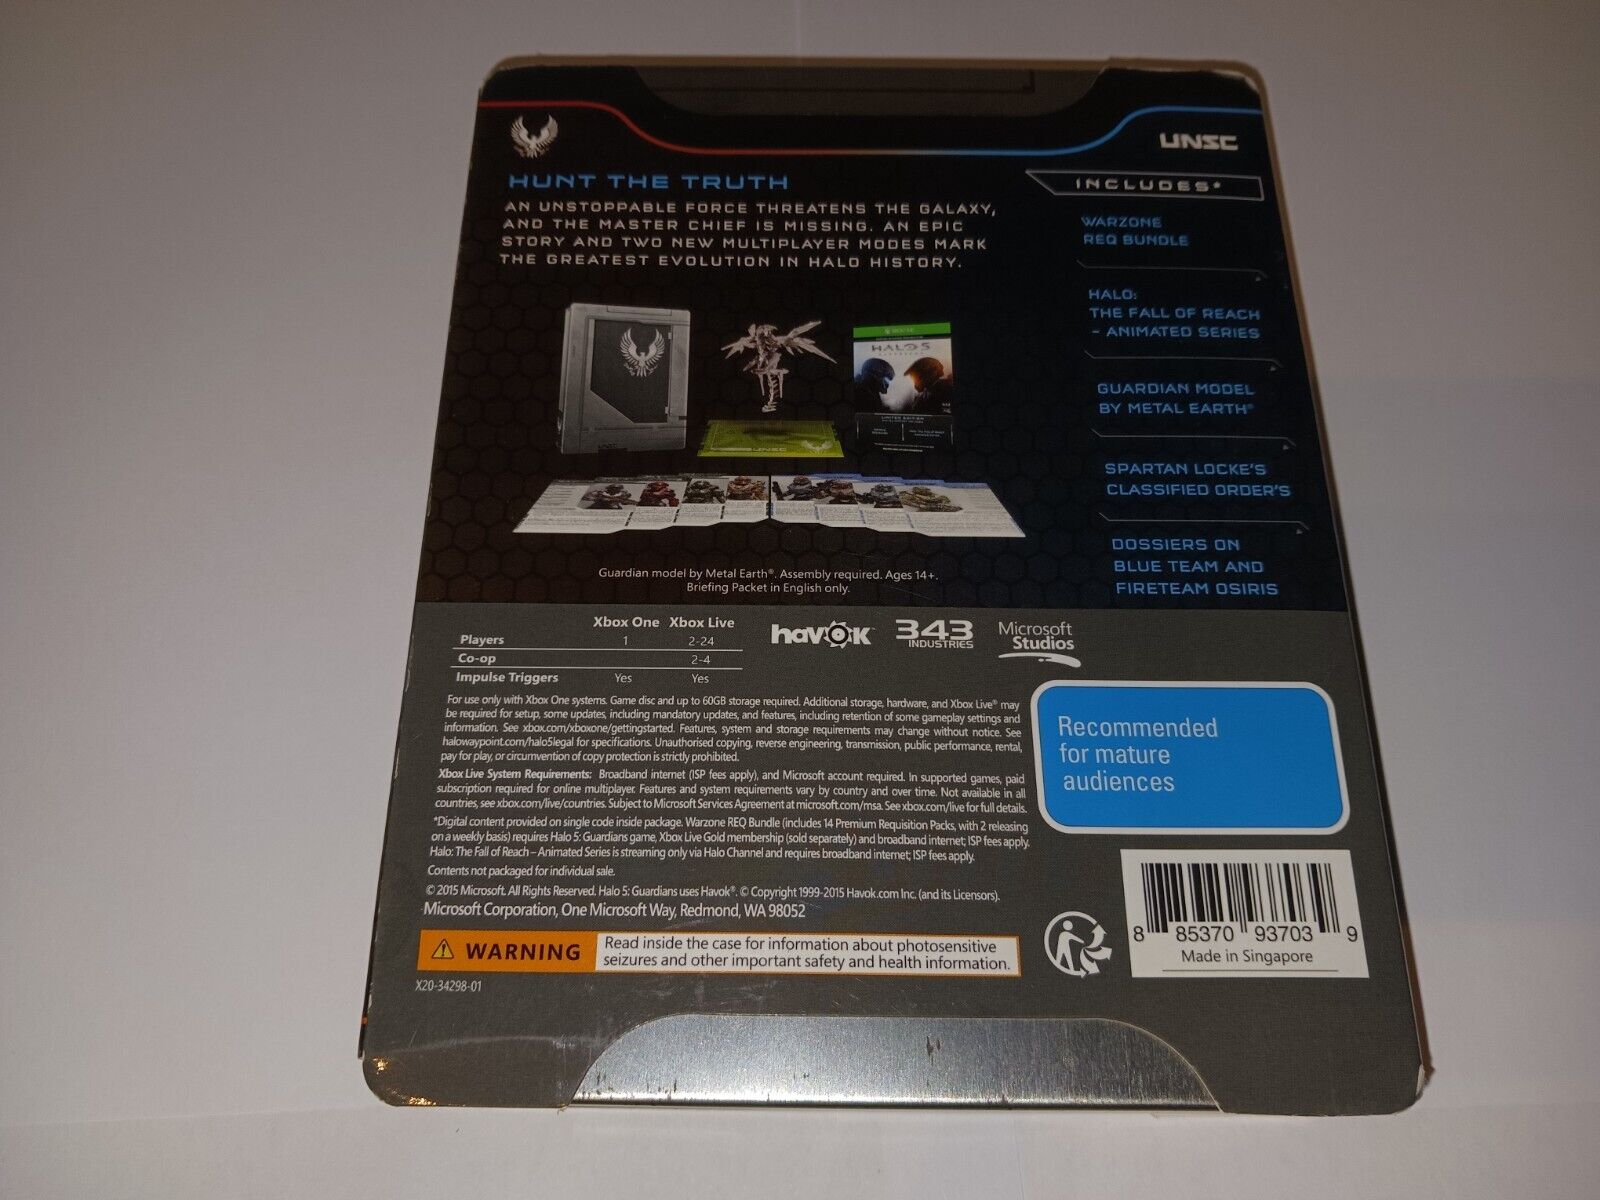 UNSC
HUNT THE TRUTH
AN UNSTOPPABLE FORCE THREATENS THE GALAXY,
AND THE MASTER CHIEF IS MISSING. AN EPIC
STORY AND TWO NEW MULTIPLAYER MODES MARK
THE GREATEST EVOLUTION IN HALO HISTORY.
INCLUDES*
WARZONE
REQ BUNDLE
HALO:
THE FALL OF REACH
– ANIMATED SERIES
GUARDIAN MODEL
BY METAL EARTH®
SPARTAN LOCKE'S
CLASSIFIED ORDER'S
DOSSIERS ON
BLUE TEAM AND
FIRETEAM OSIRIS
XBOX ONE
HALO 5
LIMITED EDITION
UNSC
Guardian model by Metal Earth®. Assembly required. Ages 14+.
Briefing Packet in English only.
Xbox One Xbox Live
Players 1 2-24
Co-op 2-4
Impulse Triggers Yes Yes
havok™
343 INDUSTRIES
Microsoft Studios
For use only with Xbox One systems. Game disc and up to 60GB storage required. Additional storage, hardware, and Xbox Live® may
be required for setup, some updates, including mandatory updates, and features, including retention of some gameplay settings and
information. See xbox.com/xboxone/gettingstarted. Features, system and storage requirements may change without notice. See
halowaypoint.com/halo5legal for specifications. Unauthorised copying, reverse engineering, transmission, public performance, rental,
pay for play, or circumvention of copy protection is strictly prohibited.
Xbox Live System Requirements: Broadband internet (ISP fees apply), and Microsoft account required. In supported games, paid
subscription required for online multiplayer. Features and system requirements vary by country and over time. Not available in all
countries, see xbox.com/live/countries. Subject to Microsoft Services Agreement at microsoft.com/msa. See xbox.com/live for full details.
*Digital content provided on single code inside package. Warzone REQ Bundle (includes 14 Premium Requisition Packs, with 2 releasing
on a weekly basis) requires Halo 5: Guardians game, Xbox Live Gold membership (sold separately) and broadband internet; ISP fees apply.
Halo: The Fall of Reach – Animated Series is streaming only via Halo Channel and requires broadband internet; ISP fees apply.
Contents not packaged for individual sale.
© 2015 Microsoft. All Rights Reserved. Halo 5: Guardians uses Havok®. © Copyright 1999-2015 Havok.com Inc. (and its Licensors).
Microsoft Corporation, One Microsoft Way, Redmond, WA 98052
Recommended
for mature
audiences
WARNING
Read inside the case for information about photosensitive
seizures and other important safety and health information.
X20-34298-01
8 85370 93703 9
Made in Singapore